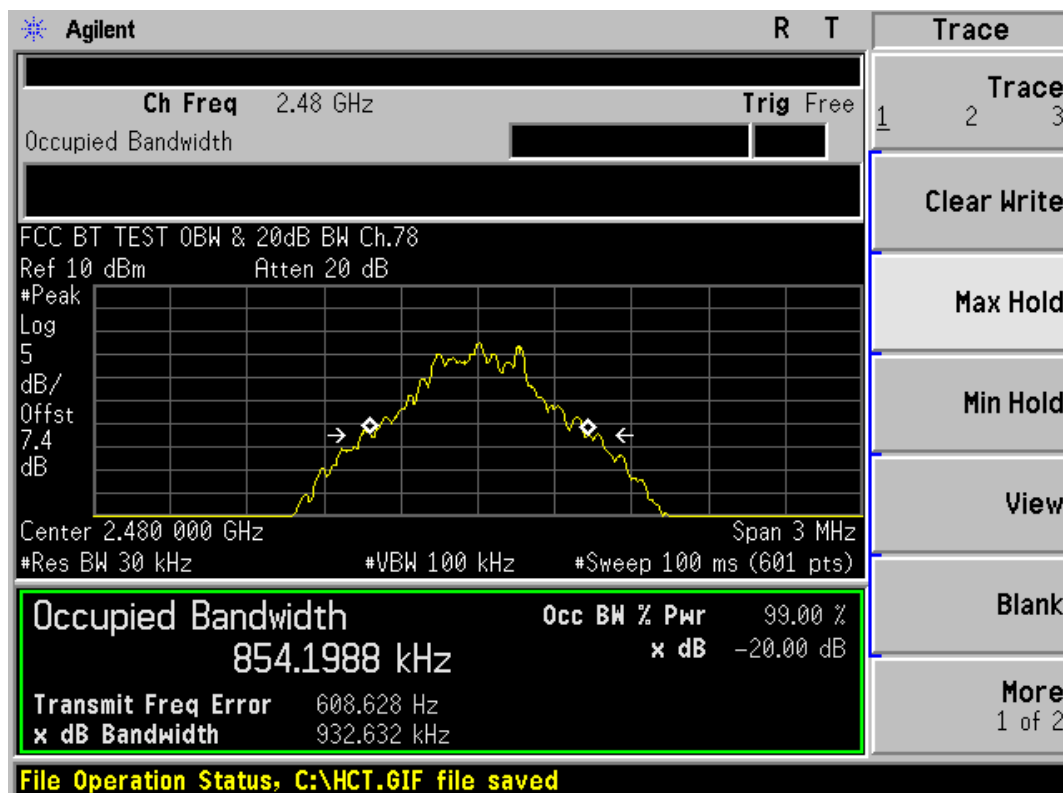 Agilent R T Trace
Ch Freq 2.48 GHz Trig Free
Occupied Bandwidth
FCC BT TEST OBW & 20dB BW Ch.78
Ref 10 dBm Atten 20 dB
#Peak
Log
5
dB/
Offst
7.4
dB
Center 2.480 000 GHz Span 3 MHz
#Res BW 30 kHz #VBW 100 kHz #Sweep 100 ms (601 pts)
Occupied Bandwidth
854.1988 kHz
Occ BW % Pwr 99.00 %
x dB -20.00 dB
Transmit Freq Error 608.628 Hz
x dB Bandwidth 932.632 kHz
File Operation Status, C:\HCT.GIF file saved
Trace
1 2 3
Clear Write
Max Hold
Min Hold
View
Blank
More
1 of 2